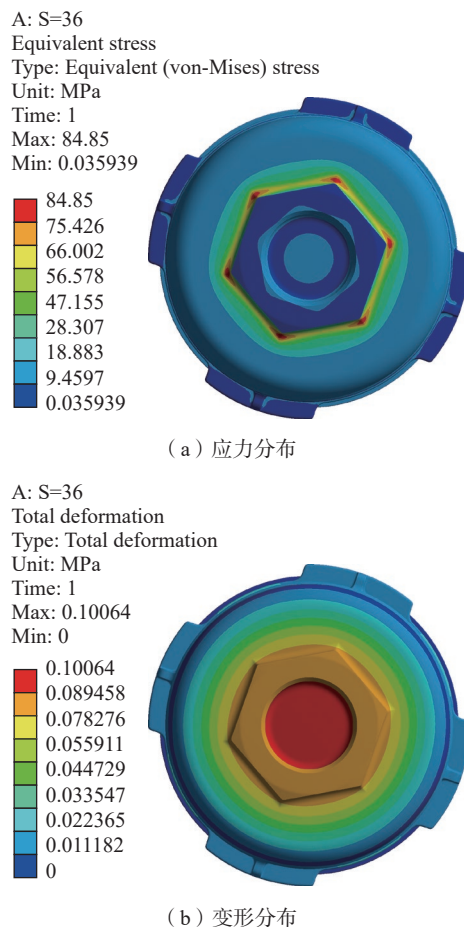 A: S=36
Equivalent stress
Type: Equivalent (von-Mises) stress
Unit: MPa
Time: 1
Max: 84.85
Min: 0.035939
84.85
75.426
66.002
56.578
47.155
28.307
18.883
9.4597
0.035939
（a）应力分布
A: S=36
Total deformation
Type: Total deformation
Unit: MPa
Time: 1
Max: 0.10064
Min: 0
0.10064
0.089458
0.078276
0.055911
0.044729
0.033547
0.022365
0.011182
0
（b）变形分布